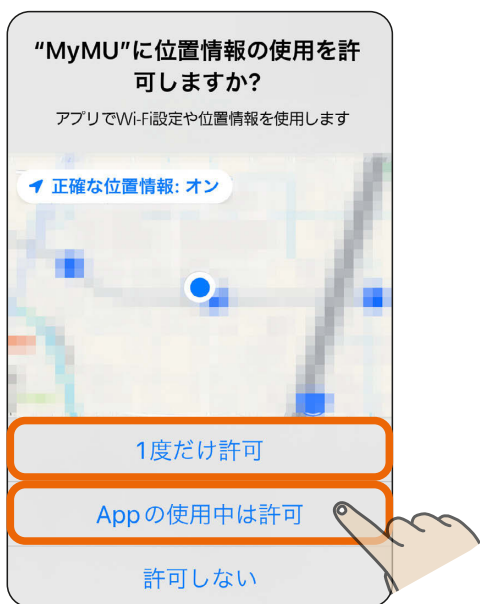 “MyMU”に位置情報の使用を許
可しますか?
アプリでWi-Fi設定や位置情報を使用します
正確な位置情報: オン
1度だけ許可
Appの使用中は許可
許可しない